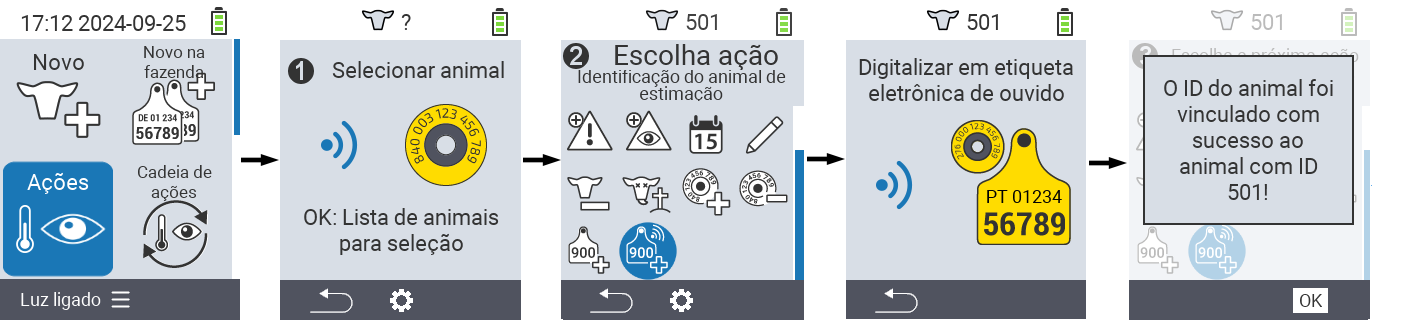 17:12 2024-09-25
Novo
Novo na
fazenda
DE 01 234
56789
39
Ações
Cadeia de
ações
Luz ligado
?
1
Selecionar animal
840 003 123 456 789
OK: Lista de animais
para seleção
501
2
Escolha ação
Identificação do animal de
estimação
15
900
900
501
Digitalizar em etiqueta
eletrônica de ouvido
276 000 123 456 789
PT 01234
56789
501
Escolha a próxima ação
O ID do animal foi
vinculado com
sucesso ao
animal com ID
501!
900
900
OK